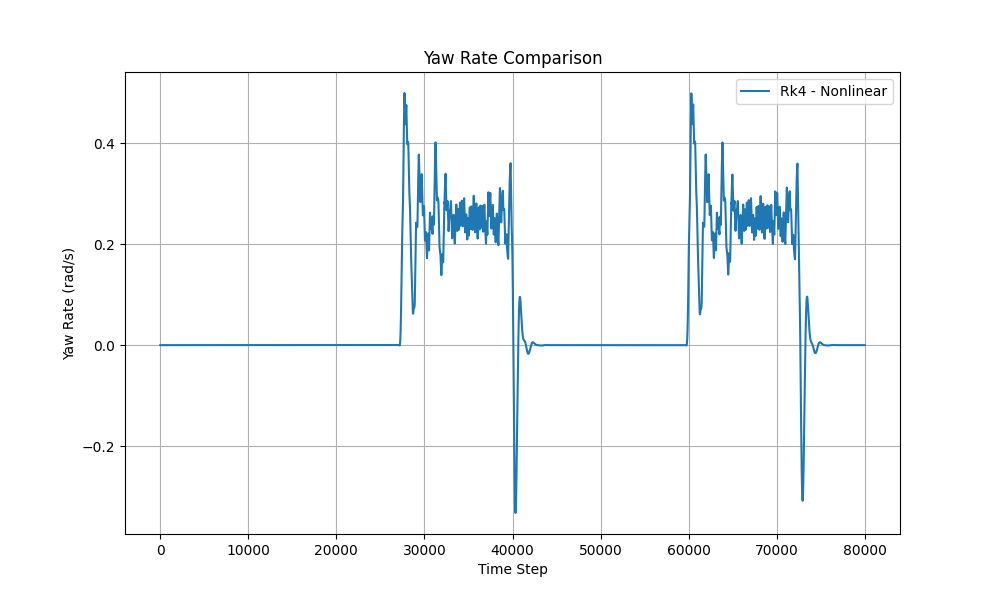 Yaw Rate Comparison
Rk4 - Nonlinear
Yaw Rate (rad/s)
0.4
0.2
0.0
−0.2
0 10000 20000 30000 40000 50000 60000 70000 80000
Time Step